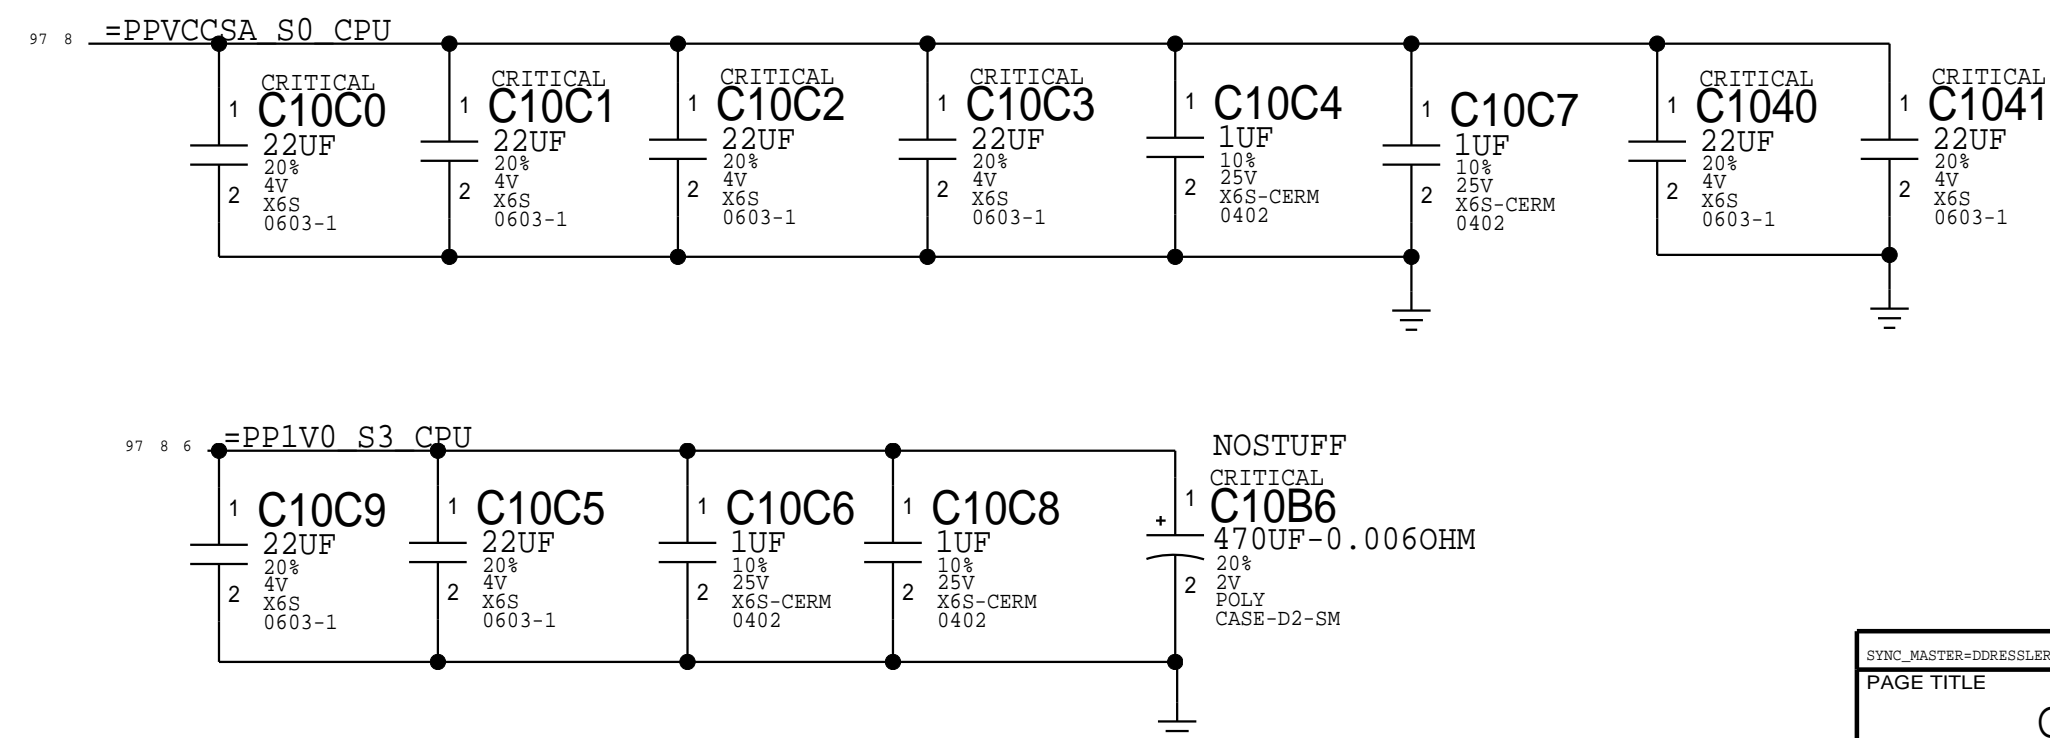 97 8 =PPVCCSA_S0_CPU
CRITICAL
1 C10C0
22UF
20%
4V
2 X6S
0603-1
CRITICAL
1 C10C1
22UF
20%
4V
2 X6S
0603-1
CRITICAL
1 C10C2
22UF
20%
4V
2 X6S
0603-1
CRITICAL
1 C10C3
22UF
20%
4V
2 X6S
0603-1
1 C10C4
1UF
10%
25V
2 X6S-CERM
0402
1 C10C7
1UF
10%
25V
2 X6S-CERM
0402
CRITICAL
1 C1040
22UF
20%
4V
2 X6S
0603-1
CRITICAL
1 C1041
22UF
20%
4V
2 X6S
0603-1
97 8 6 =PP1V0_S3_CPU
1 C10C9
22UF
20%
4V
2 X6S
0603-1
1 C10C5
22UF
20%
4V
2 X6S
0603-1
1 C10C6
1UF
10%
25V
2 X6S-CERM
0402
1 C10C8
1UF
10%
25V
2 X6S-CERM
0402
NOSTUFF
CRITICAL
1 C10B6
+ 470UF-0.006OHM
20%
2 2V
POLY
CASE-D2-SM
SYNC_MASTER=DDRESSLER
PAGE TITLE